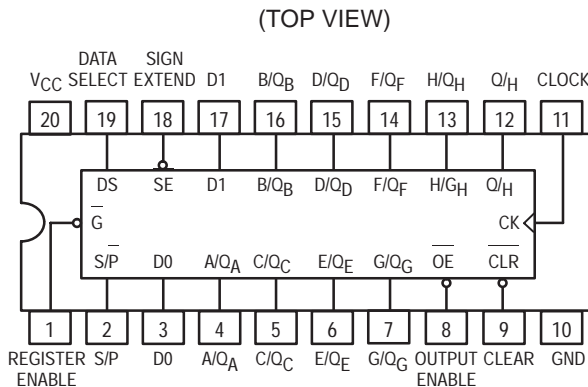 (TOP VIEW)
DATA SIGN
VCC SELECT EXTEND D1 B/QB D/QD F/QF H/QH Q/H CLOCK
20 19 18 17 16 15 14 13 12 11
DS SE D1 B/QB D/QD F/QF H/GH Q/H
G CK
S/P D0 A/QA C/QC E/QE G/QG OE CLR
1 2 3 4 5 6 7 8 9 10
REGISTER S/P D0 A/QA C/QC E/QE G/QG OUTPUT CLEAR GND
ENABLE ENABLE